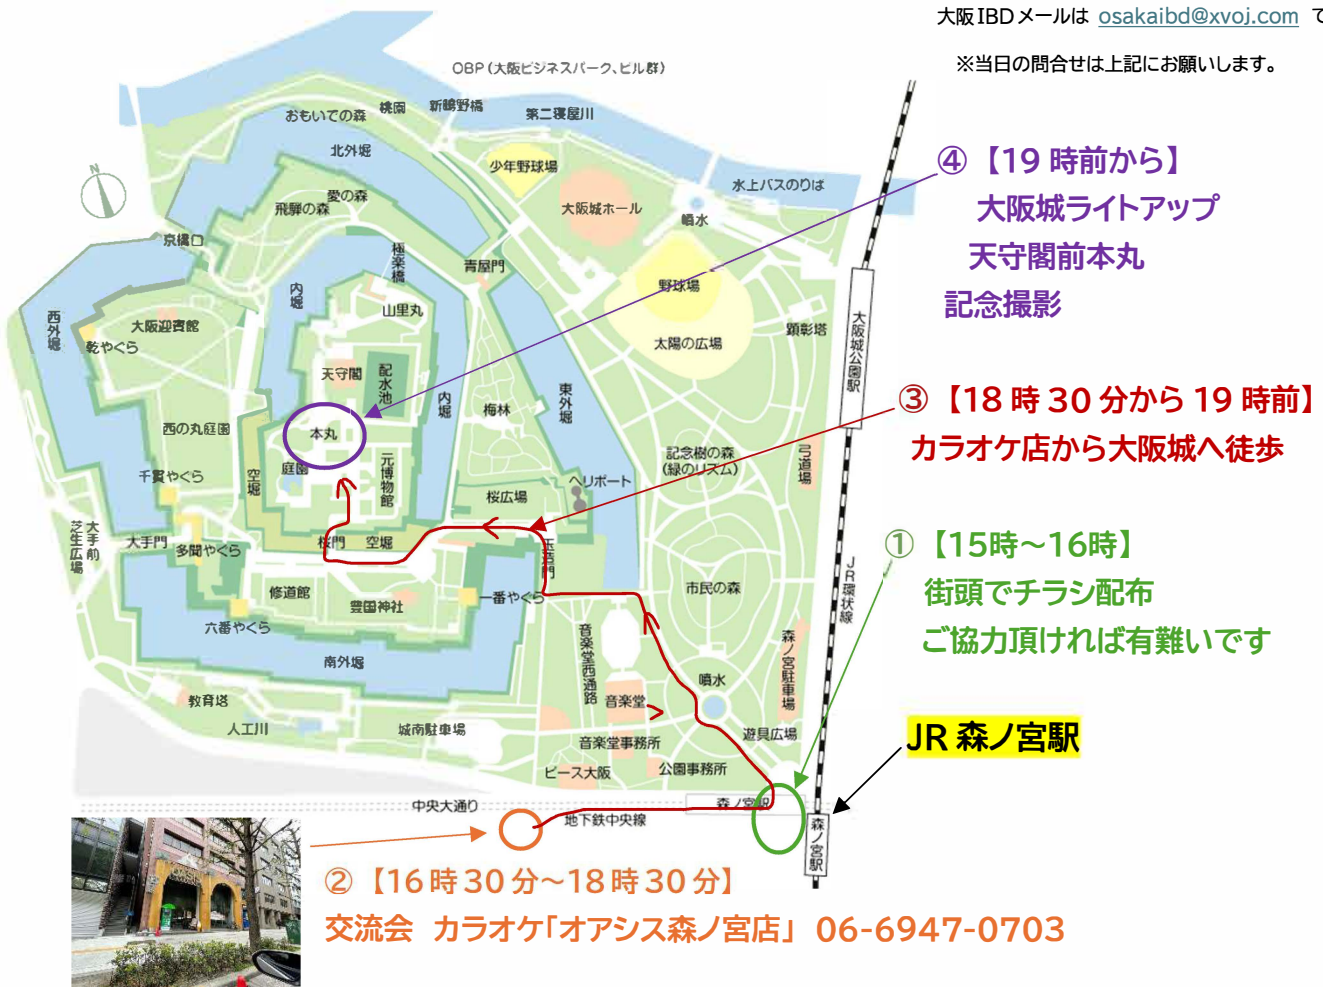 大阪IBDメールは osakaibd@xvoj.com で
※当日の問合せは上記にお願いします。
OBP(大阪ビジネスパーク、ビル群)
おもいでの森
桃園
新鴫野橋
第二寝屋川
北外堀
少年野球場
④【19 時前から】
大阪城ライトアップ
天守閣前本丸
記念撮影
水上バスのりば
愛の森
飛騨の森
大阪城ホール
噴水
N
京橋口
極楽橋
青屋門
内堀
野球場
西外堀
大阪迎賓館
山里丸
乾やぐら
太陽の広場
顕彰塔
大阪城公園駅
天守閣
配水池
内堀
東外堀
梅林
③【18 時 30 分から 19 時前】
カラオケ店から大阪城へ徒歩
西の丸庭園
本丸
記念樹の森
(緑のリズム)
弓道場
千貫やぐら
空堀
庭園
元博物館
ヘリポート
桜広場
大手前
芝生広場
大手門
多聞やぐら
桜門
空堀
玉造門
①【15時~16時】
街頭でチラシ配布
ご協力頂ければ有難いです
JR環状線
市民の森
修道館
豊国神社
一番やぐら
六番やぐら
音楽堂西通路
森ノ宮駐車場
南外堀
噴水
教育塔
音楽堂
人工川
城南駐車場
音楽堂事務所
遊具広場
JR 森ノ宮駅
ピース大阪
公園事務所
中央大通り
森ノ宮駅
地下鉄中央線
森ノ宮駅
②【16時30分~18時30分】
交流会 カラオケ「オアシス森ノ宮店」 06-6947-0703